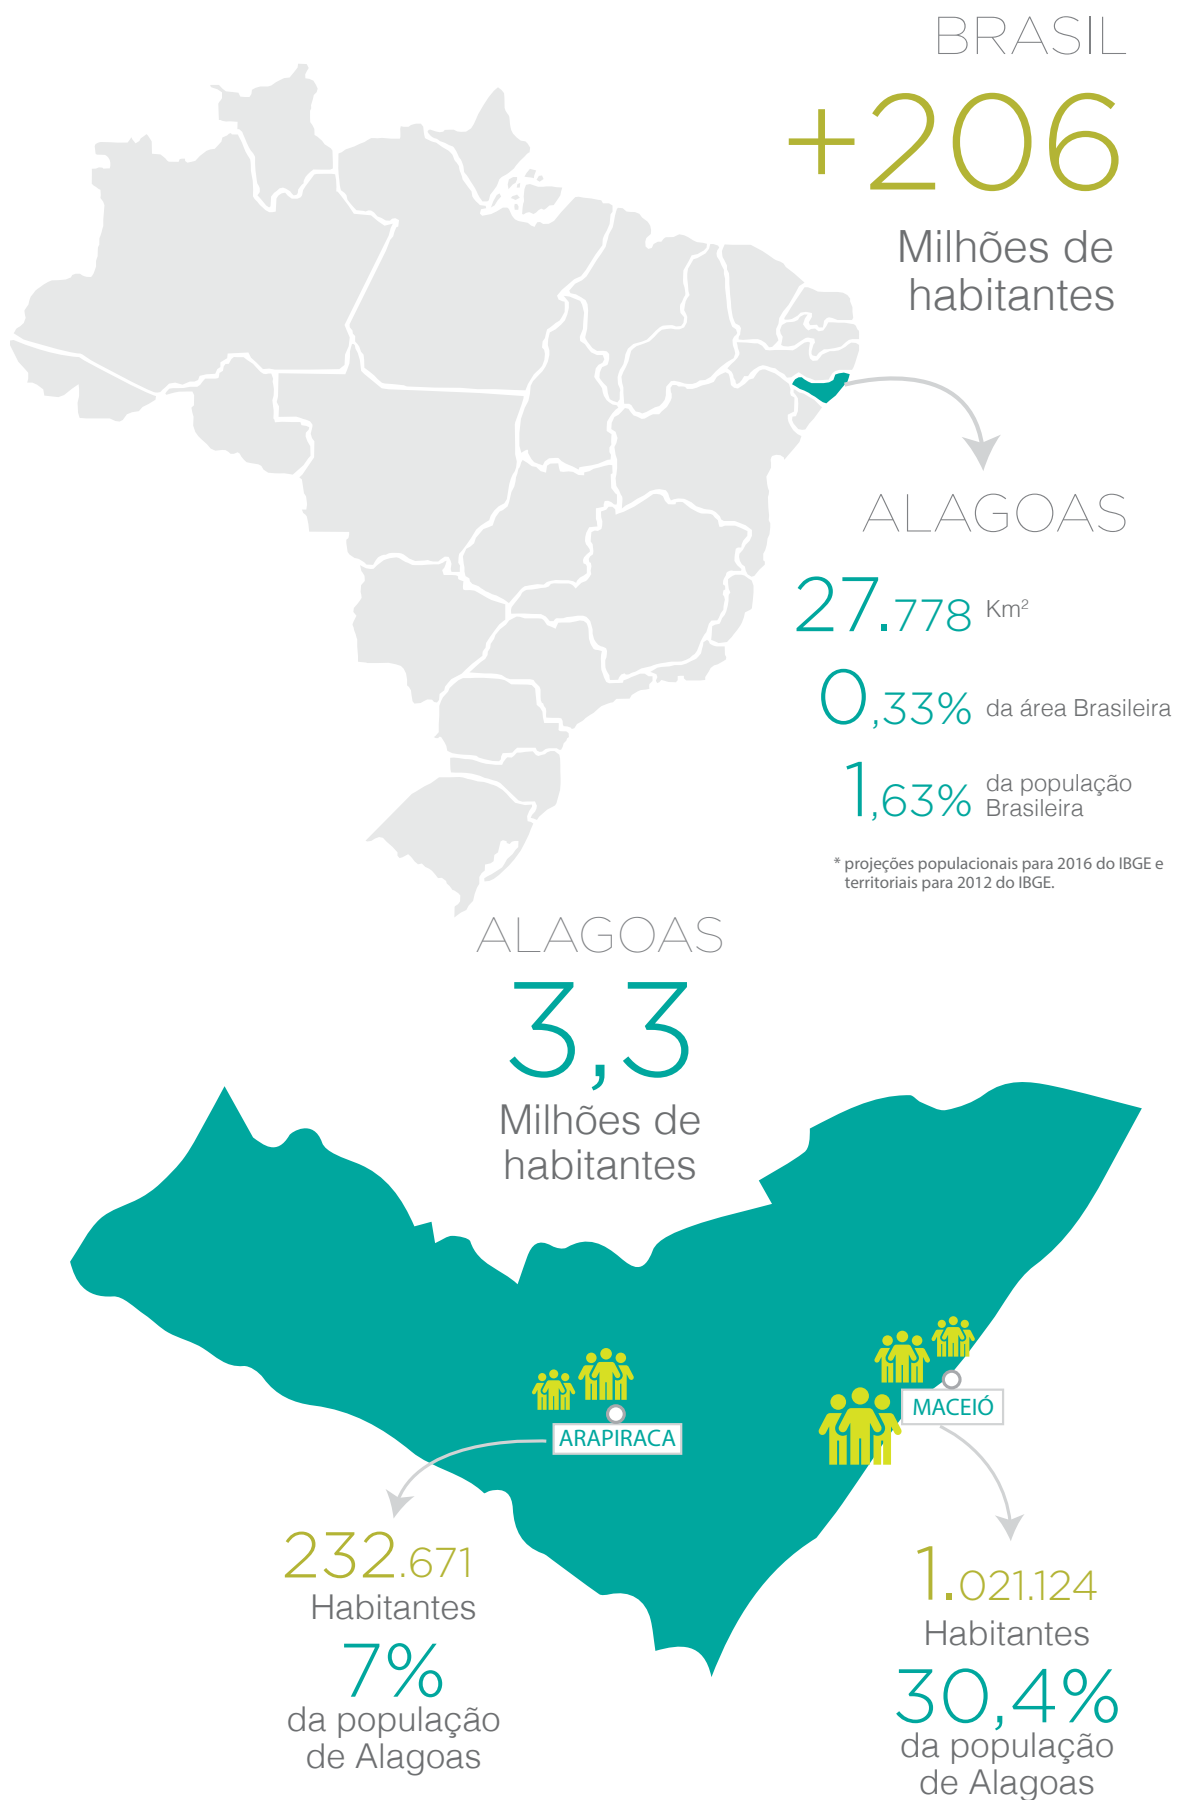 BRASIL
+206
Milhões de
habitantes
ALAGOAS
27.778 Km²
0,33% da área Brasileira
1,63% da população
Brasileira
* projeções populacionais para 2016 do IBGE e
territoriais para 2012 do IBGE.
ALAGOAS
3,3
Milhões de
habitantes
MACEIÓ
ARAPIRACA
232.671
Habitantes
7%
da população
de Alagoas
1.021.124
Habitantes
30,4%
da população
de Alagoas